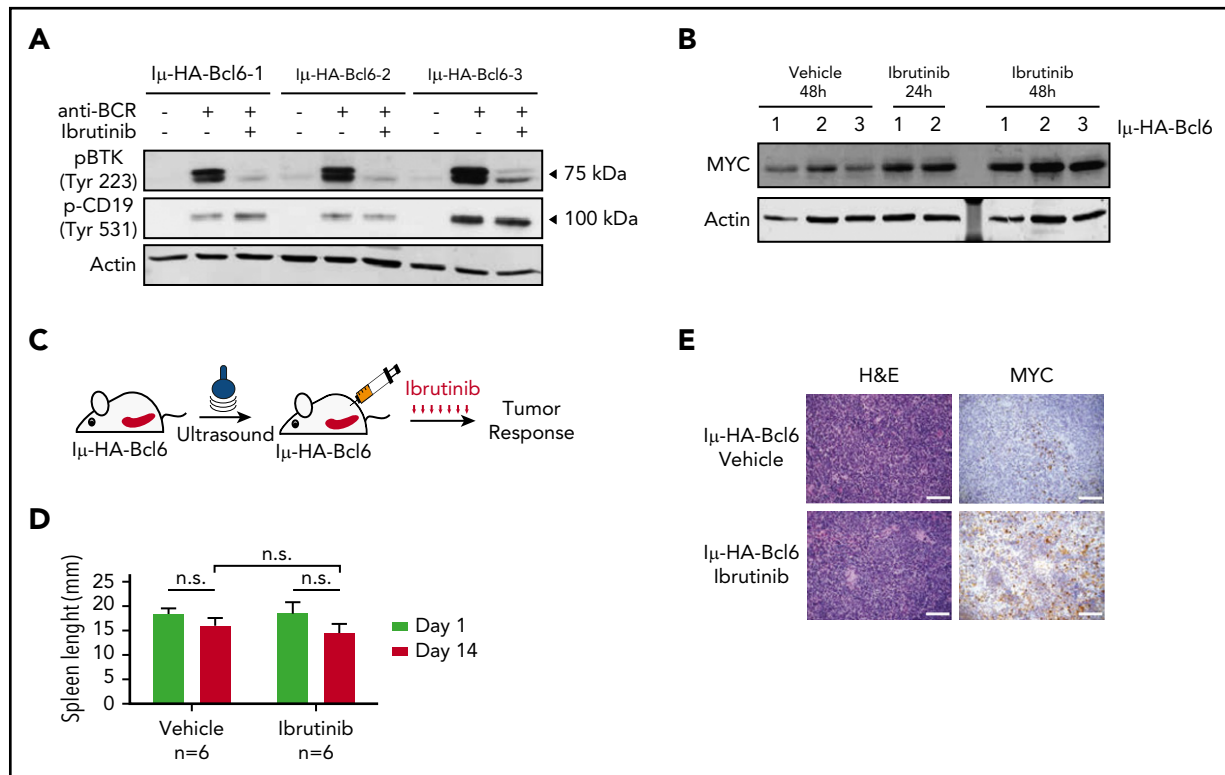 A
Iμ-HA-Bcl6-1 Iμ-HA-Bcl6-2 Iμ-HA-Bcl6-3
anti-BCR - + + - + + - + +
Ibrutinib - - + - - + - - +
pBTK
(Tyr 223)
75 kDa
p-CD19
(Tyr 531)
100 kDa
Actin
B
Vehicle
48h
Ibrutinib
24h
Ibrutinib
48h
1 2 3 1 2 1 2 3 Iμ-HA-Bcl6
MYC
Actin
C
Iμ-HA-Bcl6
Ultrasound
Iμ-HA-Bcl6
Ibrutinib
Tumor
Response
D
Spleen lenght (mm)
25
20
15
10
5
0
n.s.
n.s.
n.s.
Vehicle
n=6
Ibrutinib
n=6
Day 1
Day 14
E
H&E MYC
Iμ-HA-Bcl6
Vehicle
Iμ-HA-Bcl6
Ibrutinib